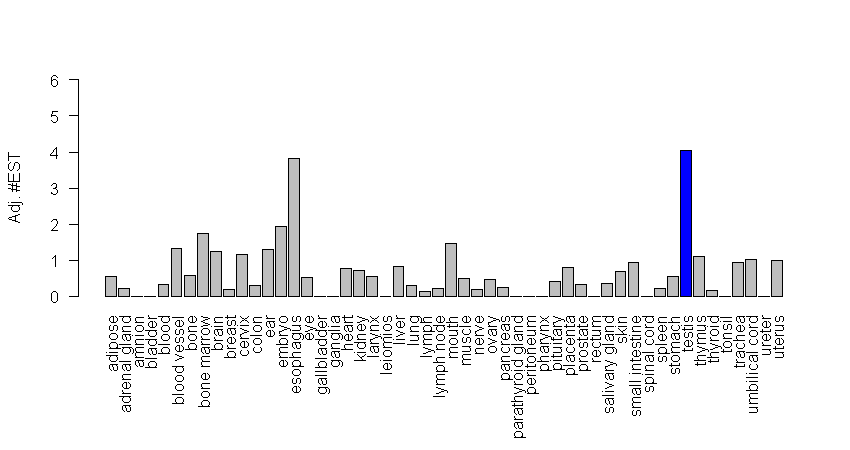 Adj. #EST
6
5
4
3
2
1
0
adipose
adrenal gland
amnion
bladder
blood
blood vessel
bone
bone marrow
brain
breast
cervix
colon
ear
embryo
esophagus
eye
gallbladder
ganglia
heart
kidney
larynx
leiomios
liver
lung
lymph
lymph node
mouth
muscle
nerve
ovary
pancreas
parathyroid gland
peritoneum
pharynx
pituitary
placenta
prostate
rectum
salivary gland
skin
small intestine
spinal cord
spleen
stomach
testis
thymus
thyroid
tonsil
trachea
umbilical cord
ureter
uterus